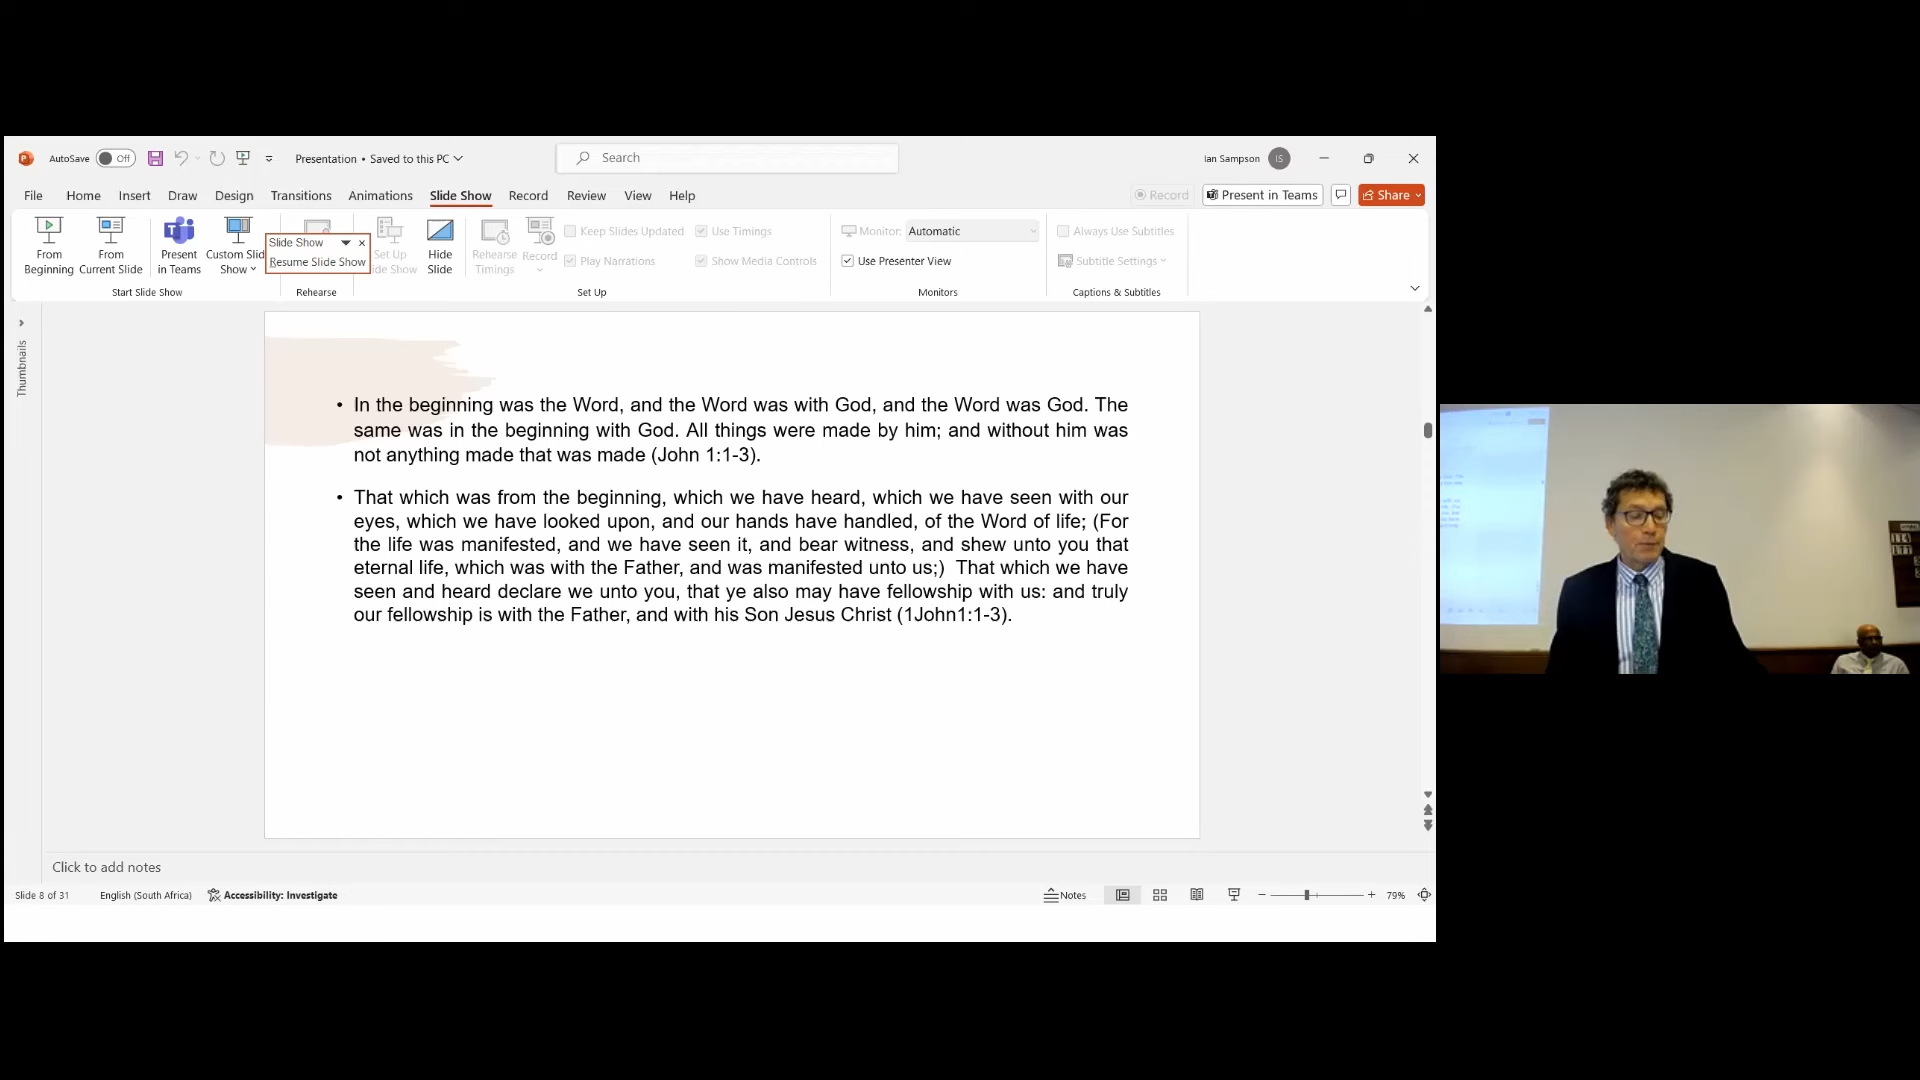 AutoSave Off Presentation • Saved to this PC Search Ian Sampson IS
File Home Insert Draw Design Transitions Animations Slide Show Record Review View Help Record Present in Teams Share
From Beginning
From Current Slide
Present in Teams
Custom Slid Show
Slide Show
Resume Slide Show
Set Up
ide Show
Hide Slide
Rehearse Timings
Record
Keep Slides Updated
Use Timings
Play Narrations
Show Media Controls
Monitor: Automatic
Use Presenter View
Always Use Subtitles
Subtitle Settings
Start Slide Show Rehearse Set Up Monitors Captions & Subtitles
Thumbnails
• In the beginning was the Word, and the Word was with God, and the Word was God. The
same was in the beginning with God. All things were made by him; and without him was
not anything made that was made (John 1:1-3).
• That which was from the beginning, which we have heard, which we have seen with our
eyes, which we have looked upon, and our hands have handled, of the Word of life; (For
the life was manifested, and we have seen it, and bear witness, and shew unto you that
eternal life, which was with the Father, and was manifested unto us;) That which we have
seen and heard declare we unto you, that ye also may have fellowship with us: and truly
our fellowship is with the Father, and with his Son Jesus Christ (1John1:1-3).
Click to add notes
Slide 8 of 31 English (South Africa) Accessibility: Investigate Notes 79%